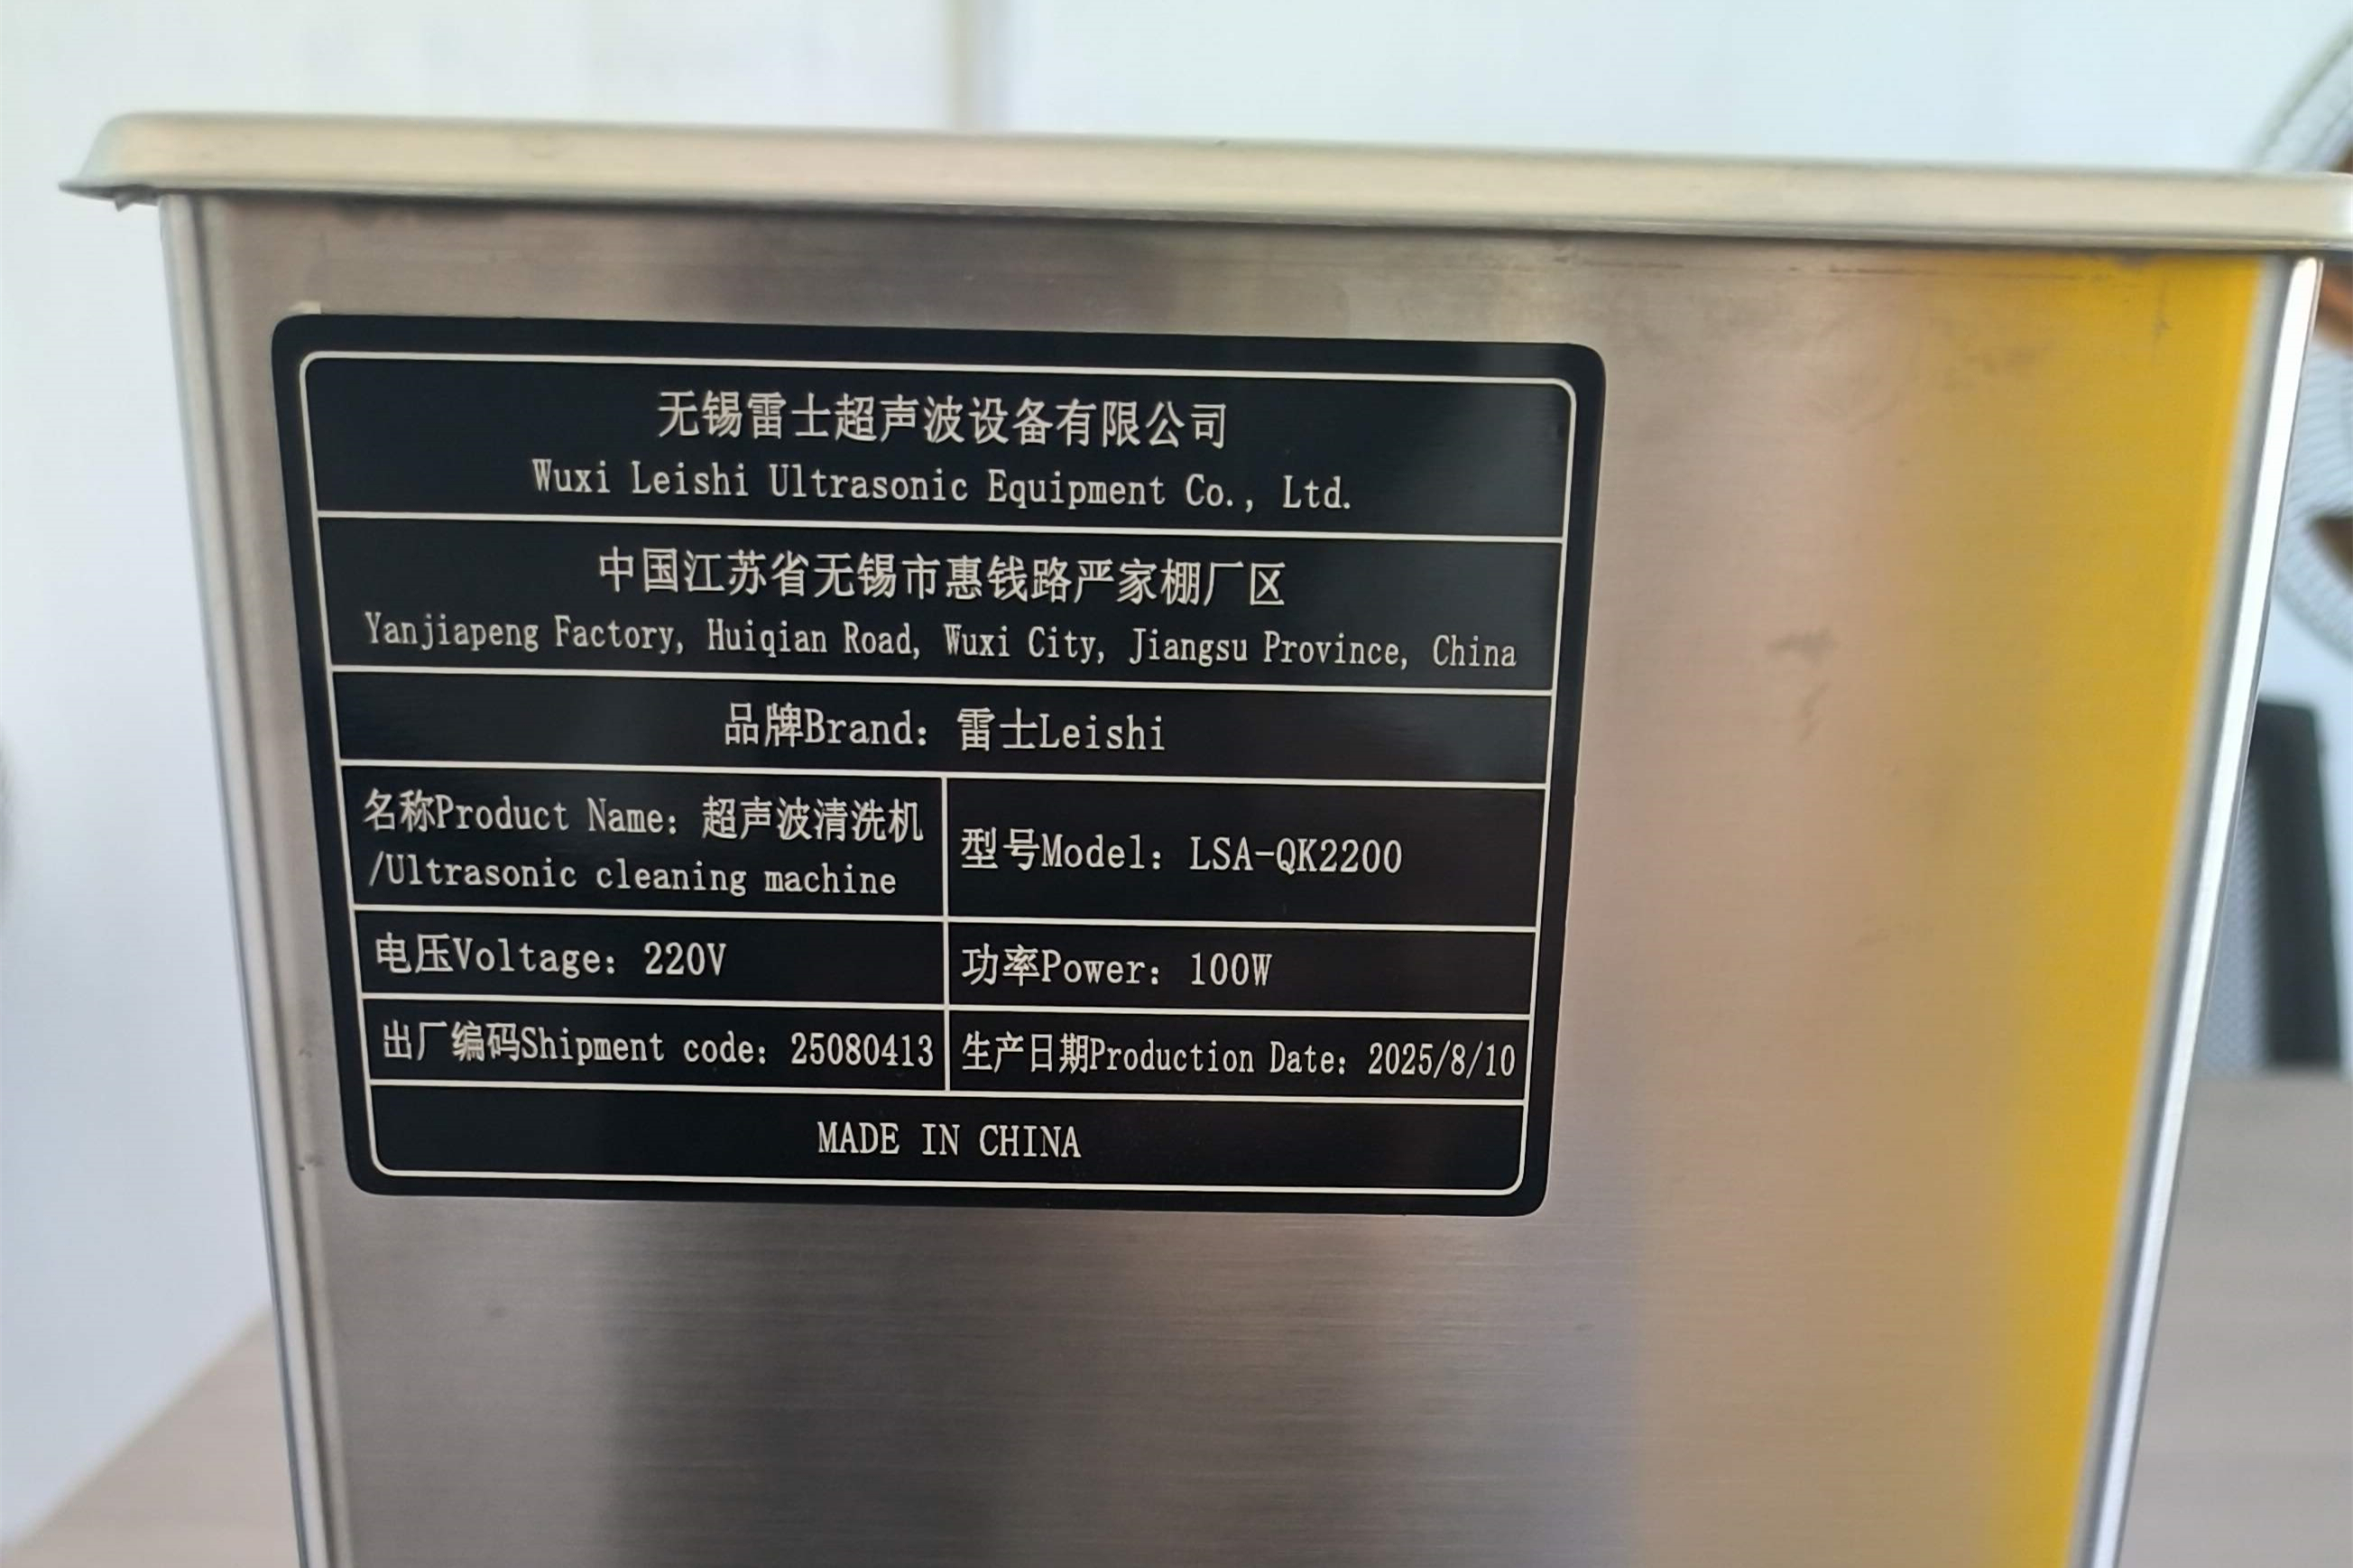 无锡雷士超声波设备有限公司
Wuxi Leishi Ultrasonic Equipment Co., Ltd.
中国江苏省无锡市惠钱路严家棚厂区
Yanjiapeng Factory, Huiqian Road, Wuxi City, Jiangsu Province, China
品牌Brand：雷士Leishi
名称Product Name：超声波清洗机
/Ultrasonic cleaning machine
型号Model：LSA-QK2200
电压Voltage：220V
功率Power：100W
出厂编码Shipment code：25080413
生产日期Production Date：2025/8/10
MADE IN CHINA